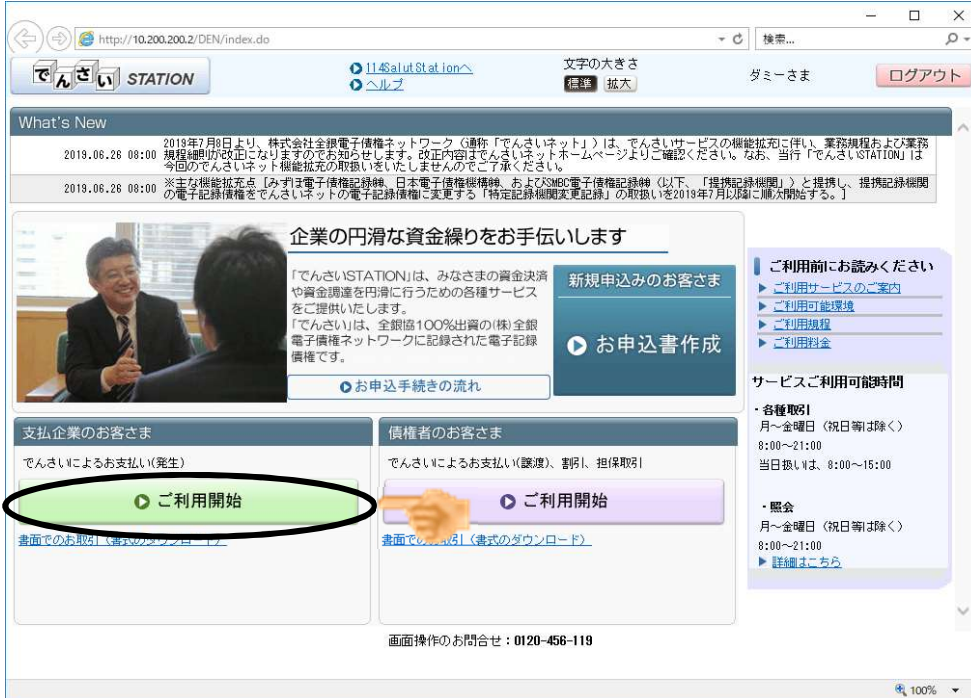 http://10.200.200.2/DEN/index.do
検索...
でんさい STATION
114SalutStationへ
ヘルプ
文字の大きさ
標準 拡大
ダミーさま
ログアウト
What's New
2019.06.26 08:00 2019年7月8日より、株式会社全銀電子債権ネットワーク（通称「でんさいネット」）は、でんさいサービスの機能拡充に伴い、業務規程および業務
規程細則が改正になりますのでお知らせします。改正内容はでんさいネットホームページよりご確認ください。なお、当行「でんさいSTATION」は
今回のでんさいネット機能拡充の取扱いをいたしませんのでご了承ください。
2019.06.26 08:00 ※主な機能拡充点［みずほ電子債権記録㈱、日本電子債権機構㈱、およびSMBC電子債権記録㈱（以下、「提携記録機関」）と提携し、提携記録機関
の電子記録債権をでんさいネットの電子記録債権に変更する「特定記録機関変更記録」の取扱いを2019年7月以降に順次開始する。］
企業の円滑な資金繰りをお手伝いします
「でんさいSTATION」は、みなさまの資金決済
や資金調達を円滑に行うための各種サービス
をご提供いたします。
「でんさい」は、全銀協100%出資の(株)全銀
電子債権ネットワークに記録された電子記録
債権です。
お申込手続きの流れ
新規申込みのお客さま
お申込書作成
ご利用前にお読みください
ご利用サービスのご案内
ご利用可能環境
ご利用規程
ご利用料金
サービスご利用可能時間
・各種取引
月～金曜日（祝日等は除く）
8:00～21:00
当日扱いは、8:00～15:00
・照会
月～金曜日（祝日等は除く）
8:00～21:00
詳細はこちら
支払企業のお客さま
でんさいによるお支払い(発生)
ご利用開始
書面でのお取引（書式のダウンロード）
債権者のお客さま
でんさいによるお支払い(譲渡)、割引、担保取引
ご利用開始
書面でのお取引（書式のダウンロード）
画面操作のお問合せ：0120-456-119
100%